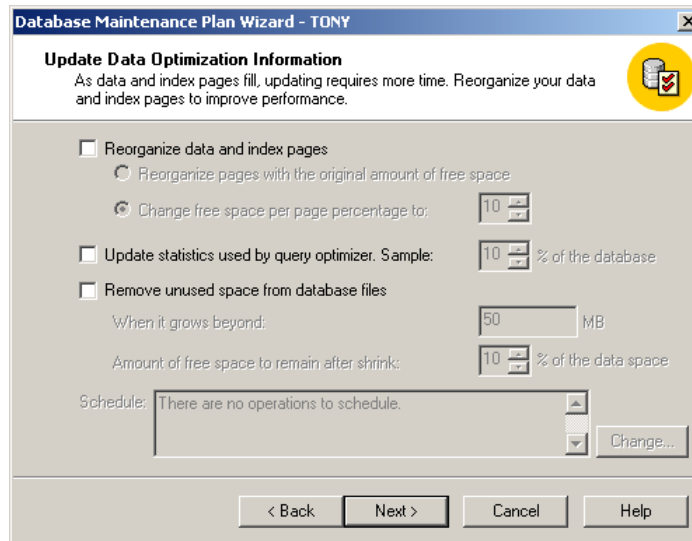 Database Maintenance Plan Wizard - TONY
Update Data Optimization Information
As data and index pages fill, updating requires more time. Reorganize your data
and index pages to improve performance.
Reorganize data and index pages
Reorganize pages with the original amount of free space
Change free space per page percentage to: 10
Update statistics used by query optimizer. Sample: 10 % of the database
Remove unused space from database files
When it grows beyond: 50 MB
Amount of free space to remain after shrink: 10 % of the data space
Schedule: There are no operations to schedule.
Change...
< Back Next > Cancel Help